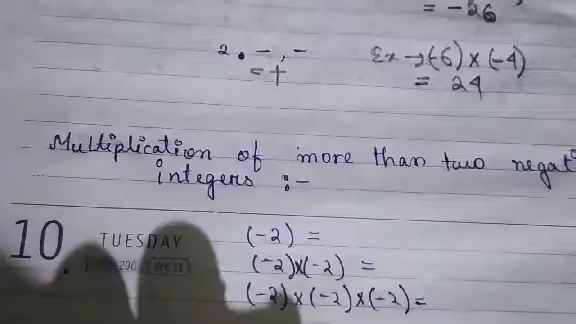 = -26
2. -, -     Ex → (-6) × (-4)
= +     = 24
Multiplication of more than two negat
integers :-
10 TUESDAY
(-2) =
(-2)×(-2) =
(-2)×(-2)×(-2)=